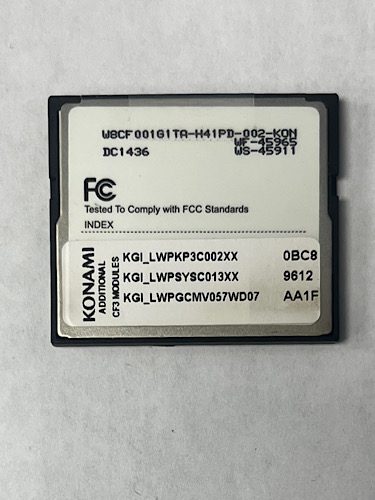 W8CF001G1TA-H41PD-002-KON
WF-45965
DC1436 WS-45911
FC
Tested To Comply with FCC Standards
INDEX
KONAMI
ADDITIONAL
CF3 MODULES
KGI_LWPKP3C002XX 0BC8
KGI_LWPSYSC013XX 9612
KGI_LWPGCMV057WD07 AA1F